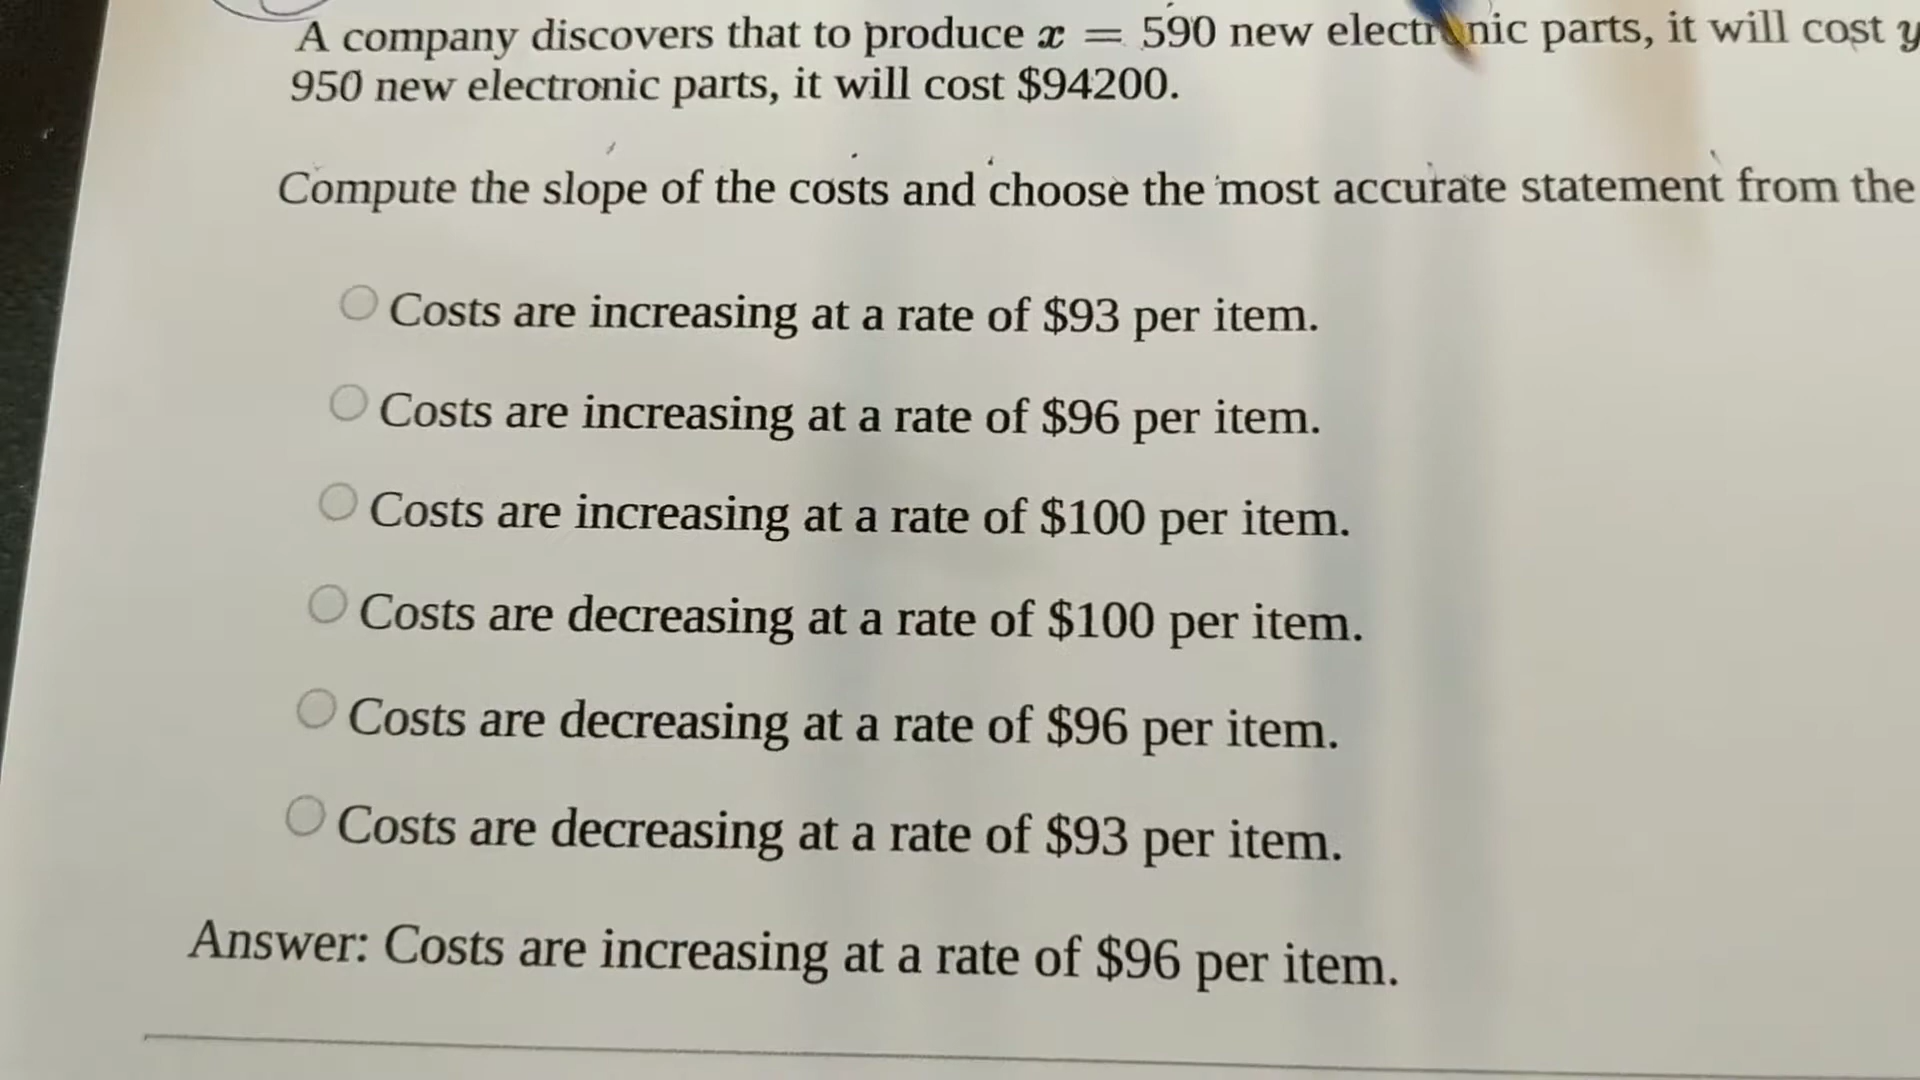 A company discovers that to produce x = 590 new electronic parts, it will cost y
950 new electronic parts, it will cost $94200.
Compute the slope of the costs and choose the most accurate statement from the
Costs are increasing at a rate of $93 per item.
Costs are increasing at a rate of $96 per item.
Costs are increasing at a rate of $100 per item.
Costs are decreasing at a rate of $100 per item.
Costs are decreasing at a rate of $96 per item.
Costs are decreasing at a rate of $93 per item.
Answer: Costs are increasing at a rate of $96 per item.